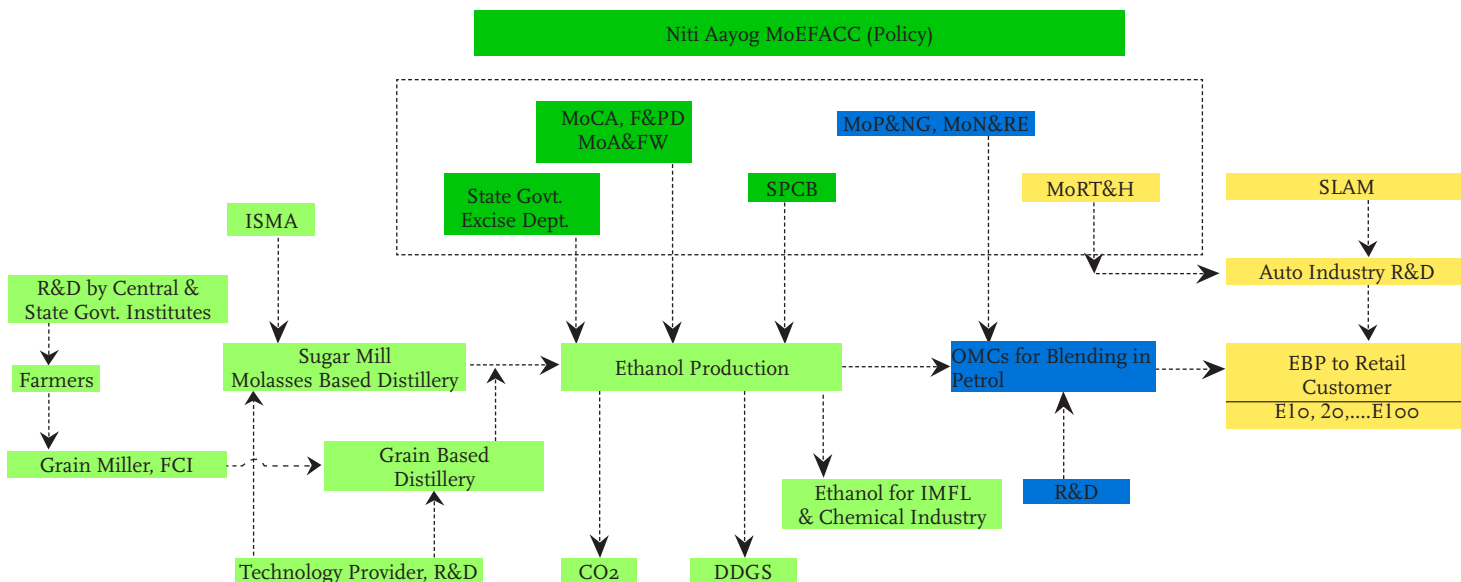 Niti Aayog MoEFACC (Policy)
MoCA, F&PD
MoA&FW
MoP&NG, MoN&RE
State Govt.
Excise Dept.
SPCB
MoRT&H
SLAM
ISMA
R&D by Central &
State Govt. Institutes
Auto Industry R&D
Farmers
Sugar Mill
Molasses Based Distillery
Ethanol Production
OMCs for Blending in
Petrol
EBP to Retail
Customer
E10, 20,....E100
Grain Miller, FCI
Grain Based
Distillery
Ethanol for IMFL
& Chemical Industry
R&D
Technology Provider, R&D
CO2
DDGS